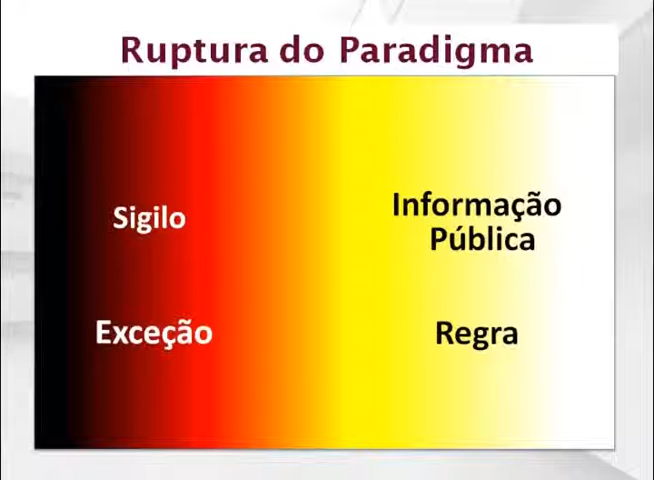 Ruptura do Paradigma
Sigilo
Informação
Pública
Exceção
Regra